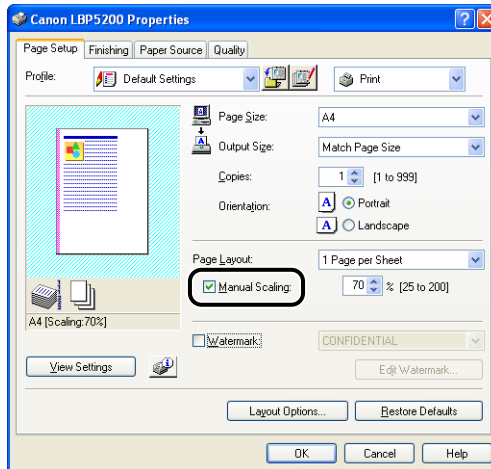 Canon LBP5200 Properties
Page Setup Finishing Paper Source Quality
Profile: Default Settings Print
Page Size: A4
Output Size: Match Page Size
Copies: 1 [1 to 999]
Orientation: A Portrait
A Landscape
Page Layout: 1 Page per Sheet
Manual Scaling: 70 % [25 to 200]
A4 [Scaling:70%]
Watermark: CONFIDENTIAL
View Settings Edit Watermark...
Layout Options... Restore Defaults
OK Cancel Help